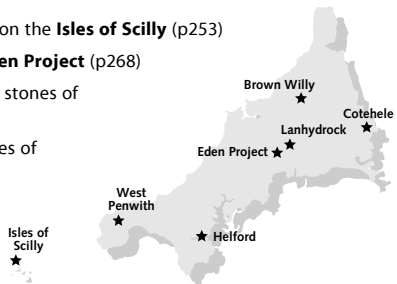 on the Isles of Scilly (p253)
en Project (p268)
stones of
es of
Brown Willy
Cotehele
Lanhydrock
Eden Project
West
Penwith
Helford
Isles of
Scilly